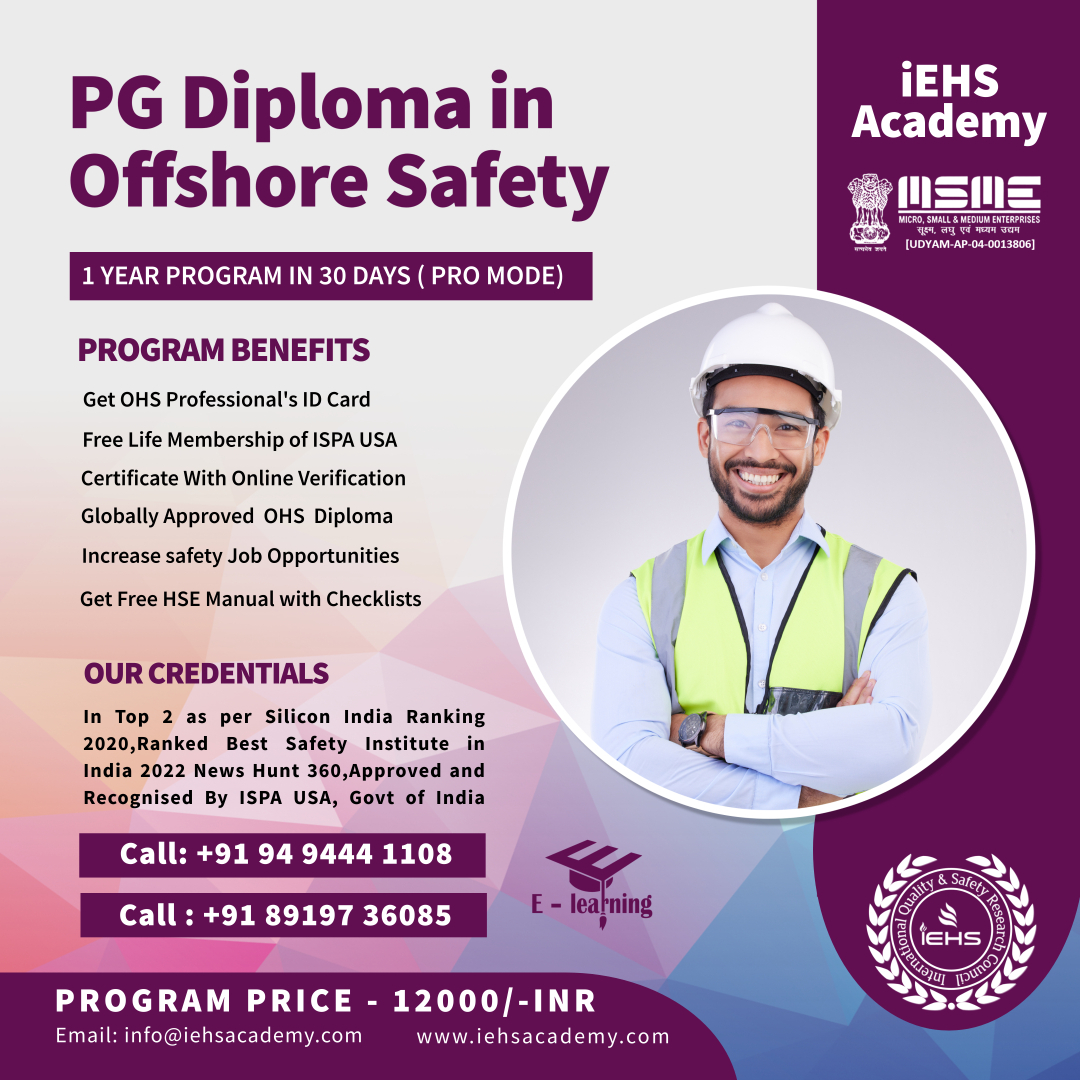 PG Diploma in
Offshore Safety
iEHS
Academy
MSME
MICRO, SMALL & MEDIUM ENTERPRISES
सूक्ष्म, लघु एवं मध्यम उद्यम
सत्यमेव जयते
[UDYAM-AP-04-0013806]
1 YEAR PROGRAM IN 30 DAYS ( PRO MODE)
PROGRAM BENEFITS
Get OHS Professional's ID Card
Free Life Membership of ISPA USA
Certificate With Online Verification
Globally Approved OHS Diploma
Increase safety Job Opportunities
Get Free HSE Manual with Checklists
OUR CREDENTIALS
In Top 2 as per Silicon India Ranking
2020,Ranked Best Safety Institute in
India 2022 News Hunt 360,Approved and
Recognised By ISPA USA, Govt of India
Call: +91 94 9444 1108
Call : +91 89197 36085
E - learning
International Quality & Safety Research Council
iEHS
PROGRAM PRICE - 12000/-INR
Email: info@iehsacademy.com www.iehsacademy.com